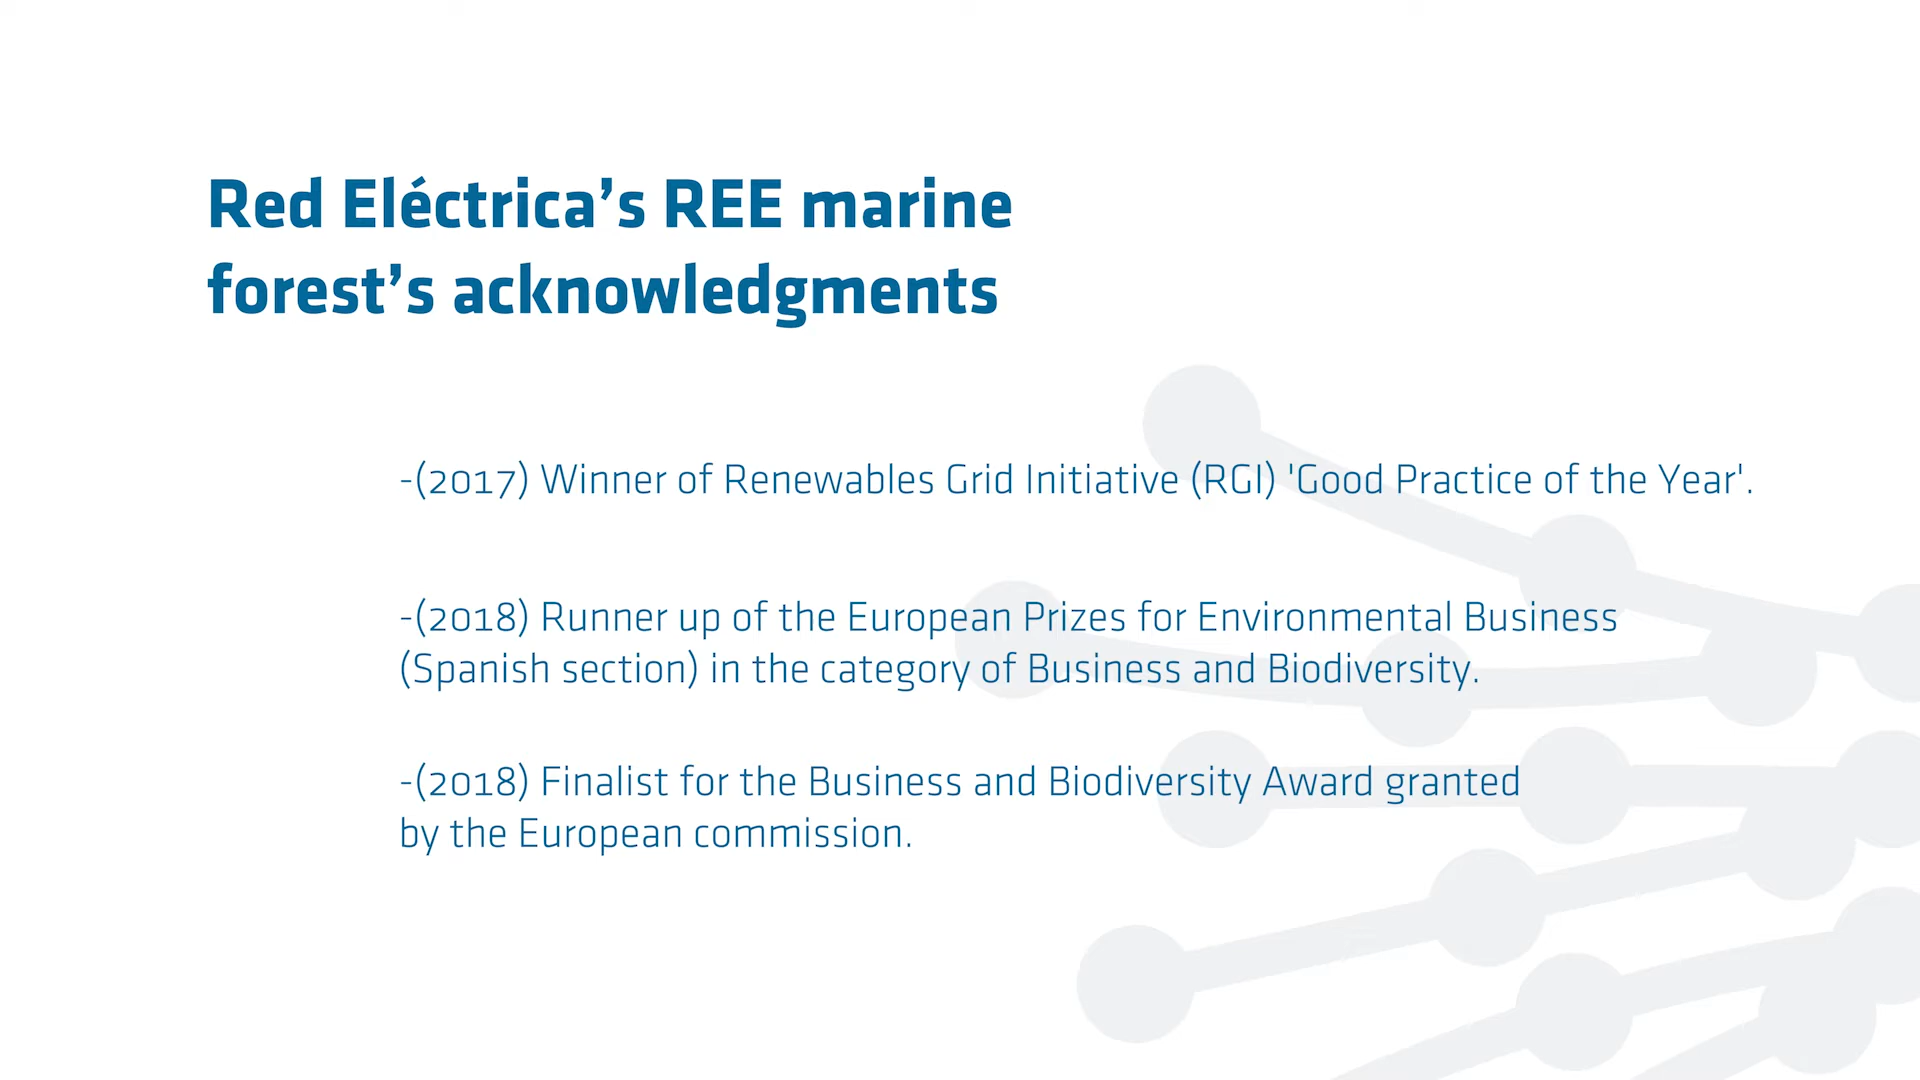 Red Eléctrica’s REE marine
forest’s acknowledgments
-(2017) Winner of Renewables Grid Initiative (RGI) 'Good Practice of the Year'.
-(2018) Runner up of the European Prizes for Environmental Business
(Spanish section) in the category of Business and Biodiversity.
-(2018) Finalist for the Business and Biodiversity Award granted
by the European commission.